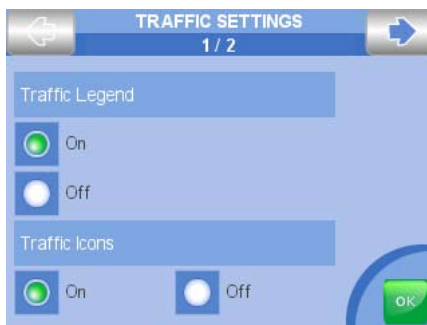 TRAFFIC SETTINGS
1 / 2
Traffic Legend
On
Off
Traffic Icons
On Off
OK